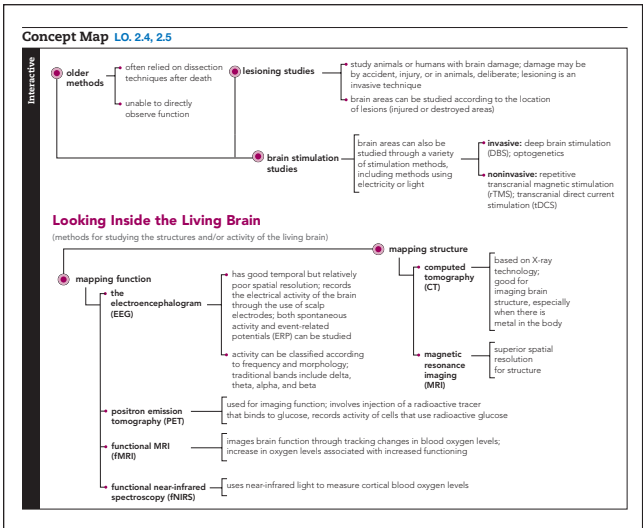 Concept Map LO. 2.4, 2.5
Interactive
older
methods
often relied on dissection
techniques after death
unable to directly
observe function
lesioning studies
study animals or humans with brain damage; damage may be
by accident, injury, or in animals, deliberate; lesioning is an
invasive technique
brain areas can be studied according to the location
of lesions (injured or destroyed areas)
brain stimulation
studies
brain areas can also be
studied through a variety
of stimulation methods,
including methods using
electricity or light
invasive: deep brain stimulation
(DBS); optogenetics
noninvasive: repetitive
transcranial magnetic stimulation
(rTMS); transcranial direct current
stimulation (tDCS)
Looking Inside the Living Brain
(methods for studying the structures and/or activity of the living brain)
mapping structure
computed
tomography
(CT)
based on X-ray
technology;
good for
imaging brain
structure, especially
when there is
metal in the body
magnetic
resonance
imaging
(MRI)
superior spatial
resolution
for structure
mapping function
the
electroencephalogram
(EEG)
has good temporal but relatively
poor spatial resolution; records
the electrical activity of the brain
through the use of scalp
electrodes; both spontaneous
activity and event-related
potentials (ERP) can be studied
activity can be classified according
to frequency and morphology;
traditional bands include delta,
theta, alpha, and beta
positron emission
tomography (PET)
used for imaging function; involves injection of a radioactive tracer
that binds to glucose, records activity of cells that use radioactive glucose
functional MRI
(fMRI)
images brain function through tracking changes in blood oxygen levels;
increase in oxygen levels associated with increased functioning
functional near-infrared
spectroscopy (fNIRS)
uses near-infrared light to measure cortical blood oxygen levels